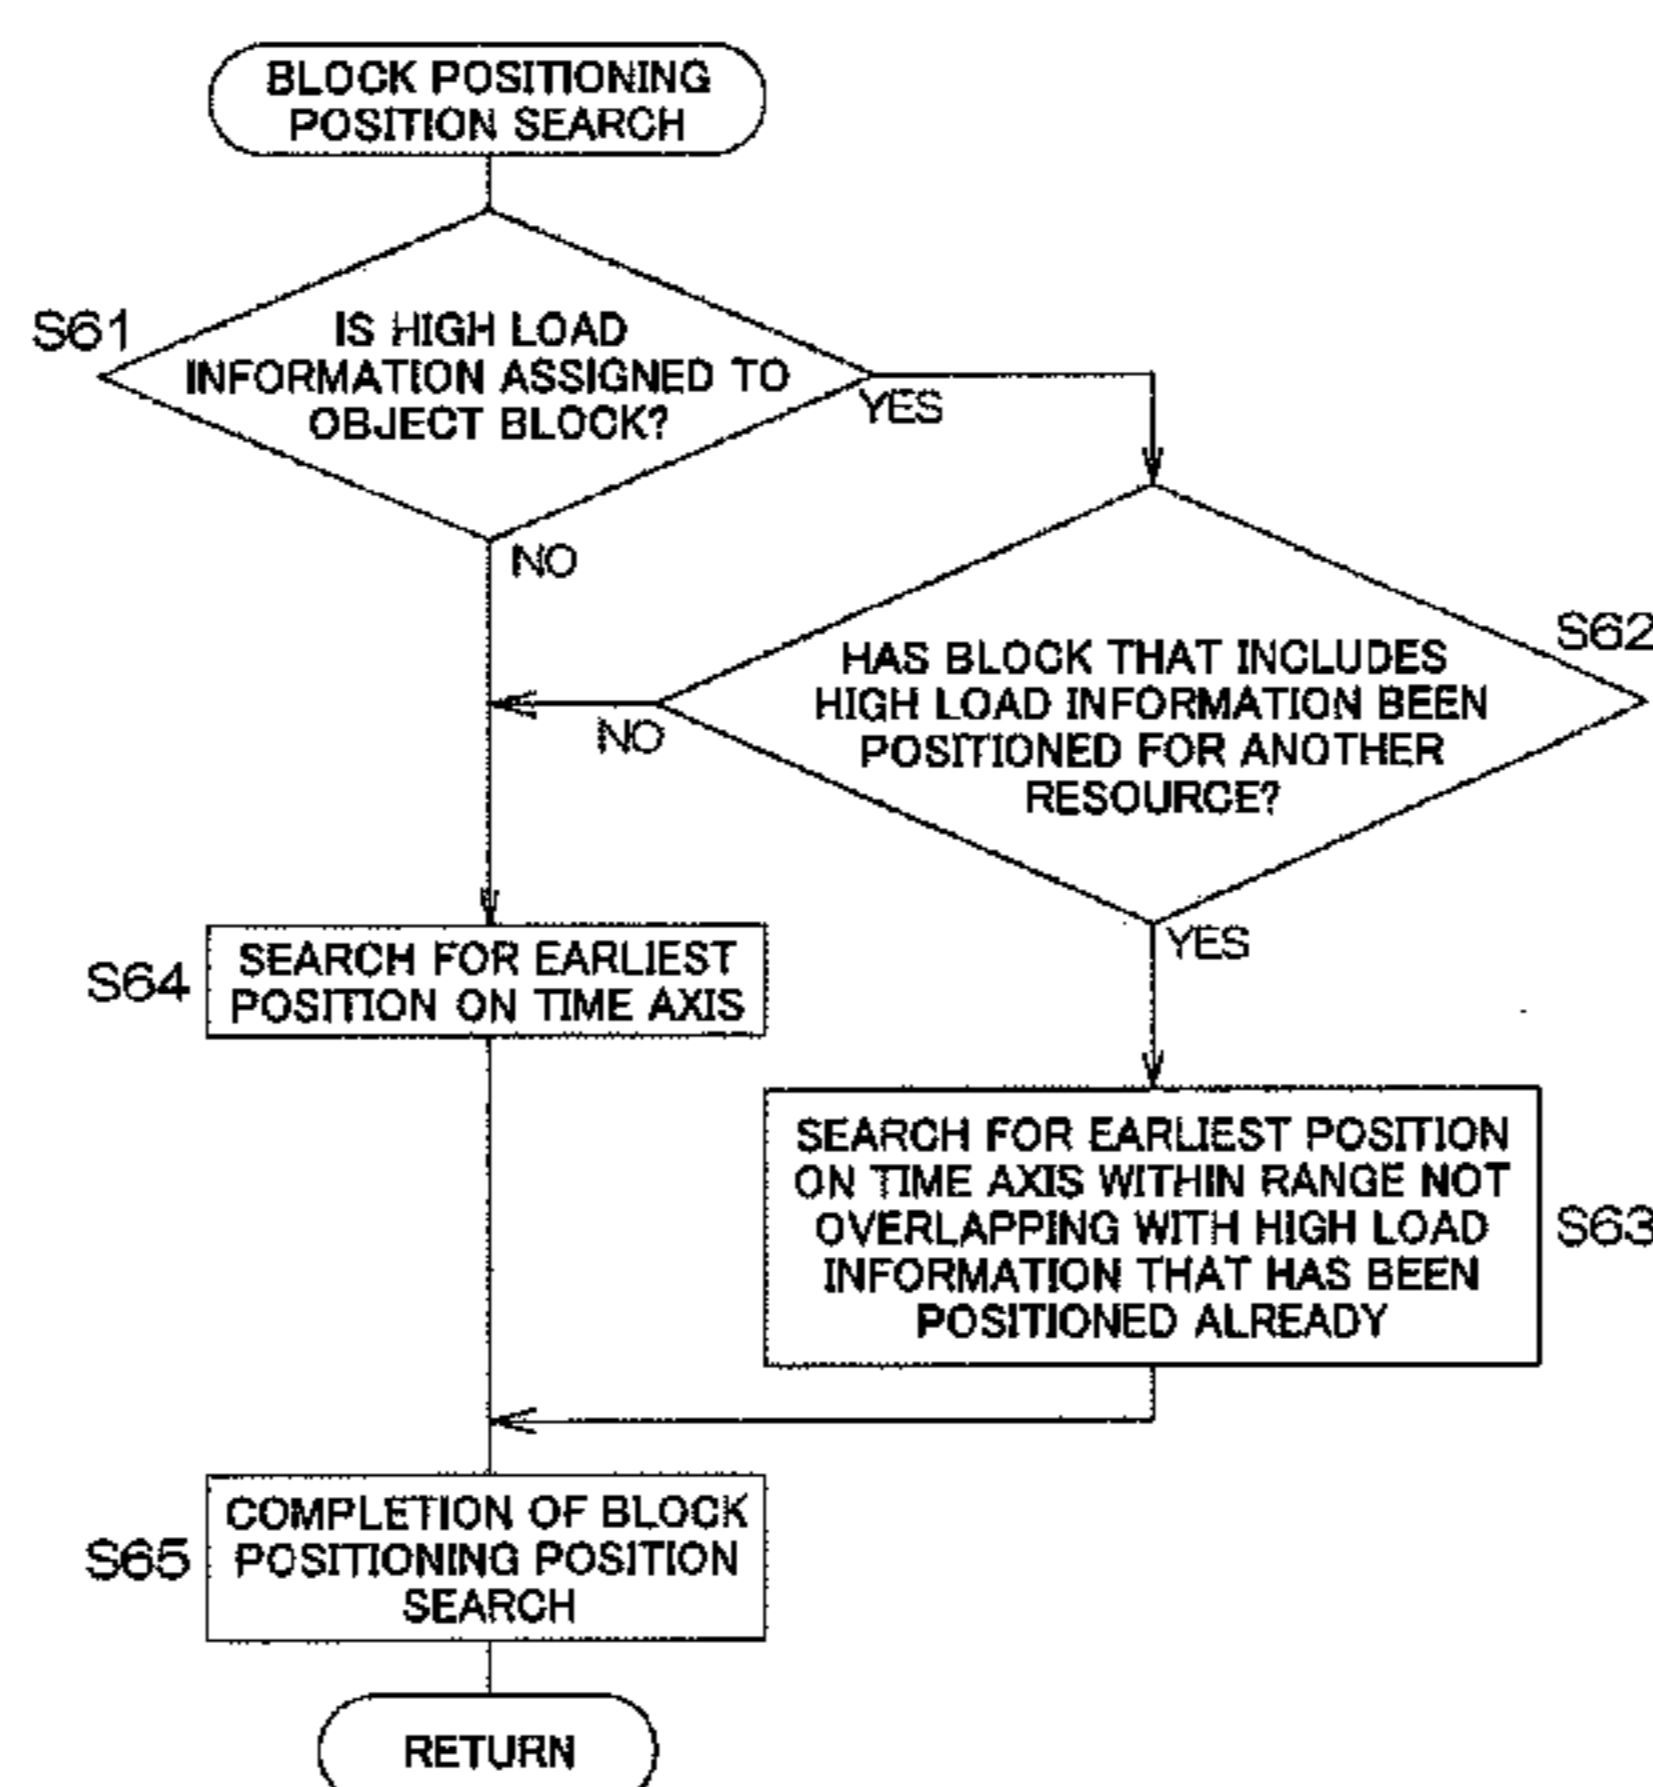 BLOCK POSITIONING
POSITION SEARCH
S61
IS HIGH LOAD
INFORMATION ASSIGNED TO
OBJECT BLOCK?
YES
NO
S62
HAS BLOCK THAT INCLUDES
HIGH LOAD INFORMATION BEEN
POSITIONED FOR ANOTHER
RESOURCE?
NO
YES
S64
SEARCH FOR EARLIEST
POSITION ON TIME AXIS
SEARCH FOR EARLIEST POSITION
ON TIME AXIS WITHIN RANGE NOT
OVERLAPPING WITH HIGH LOAD
INFORMATION THAT HAS BEEN
POSITIONED ALREADY
S63
S65
COMPLETION OF BLOCK
POSITIONING POSITION
SEARCH
RETURN